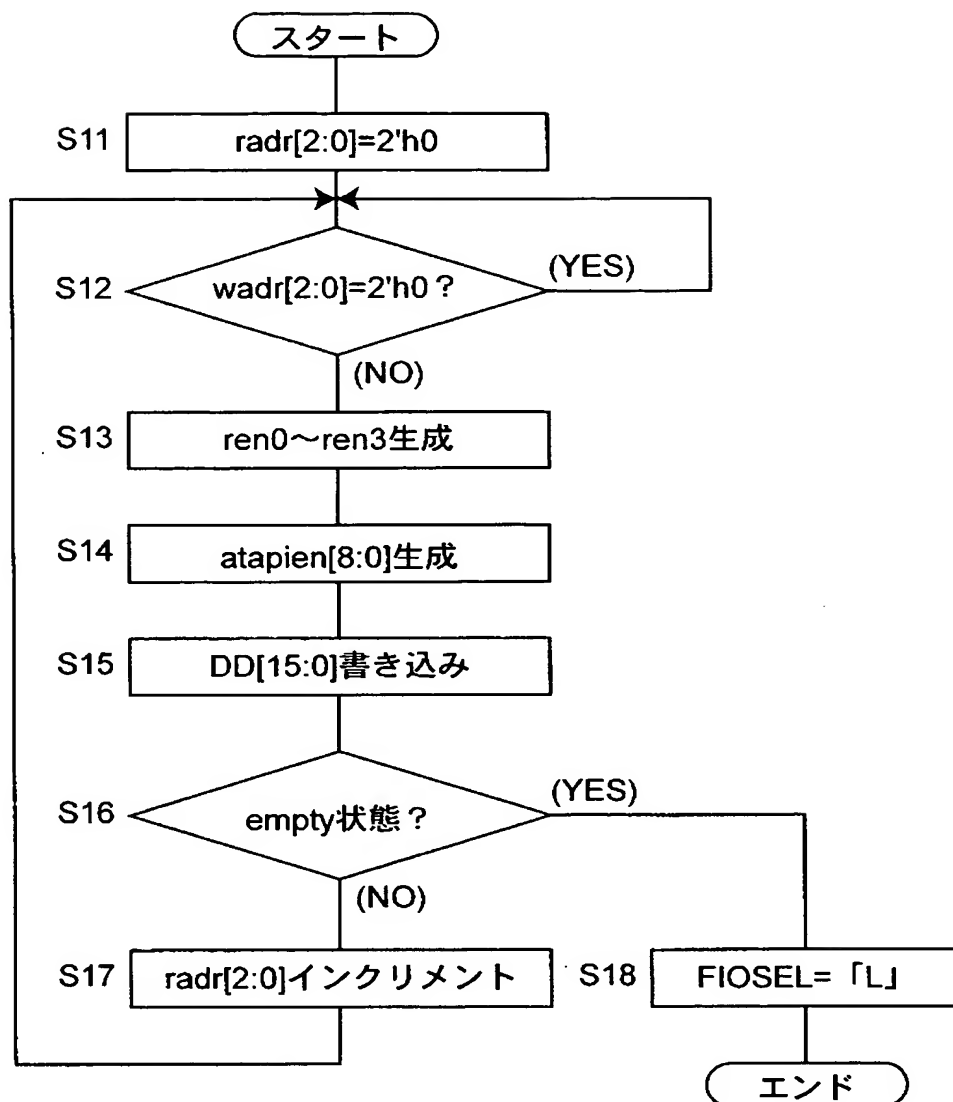 スタート
S11 radr[2:0]=2'h0
S12 wadr[2:0]=2'h0？ (YES)
(NO)
S13 ren0～ren3生成
S14 atapien[8:0]生成
S15 DD[15:0]書き込み
S16 empty状態？ (YES)
(NO)
S17 radr[2:0]インクリメント S18 FIOSEL=「L」
エンド